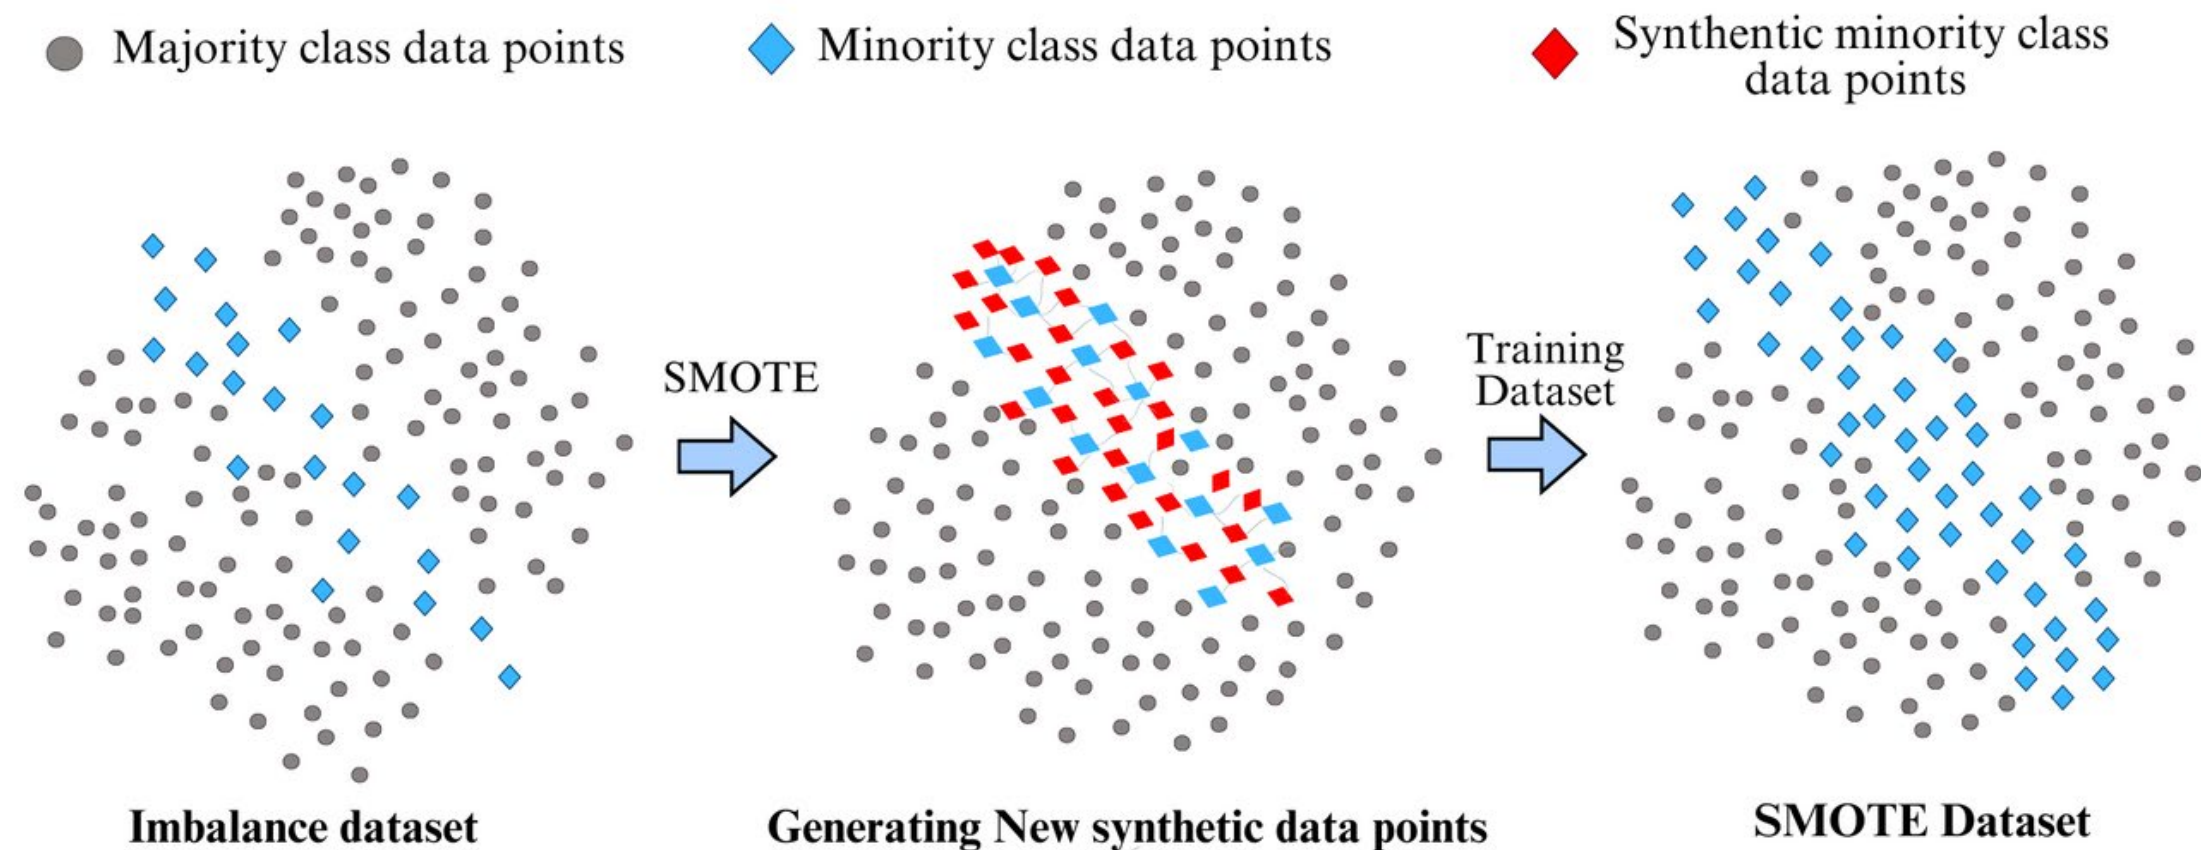 Majority class data points
Minority class data points
Synthentic minority class
data points
SMOTE
Training
Dataset
Imbalance dataset
Generating New synthetic data points
SMOTE Dataset